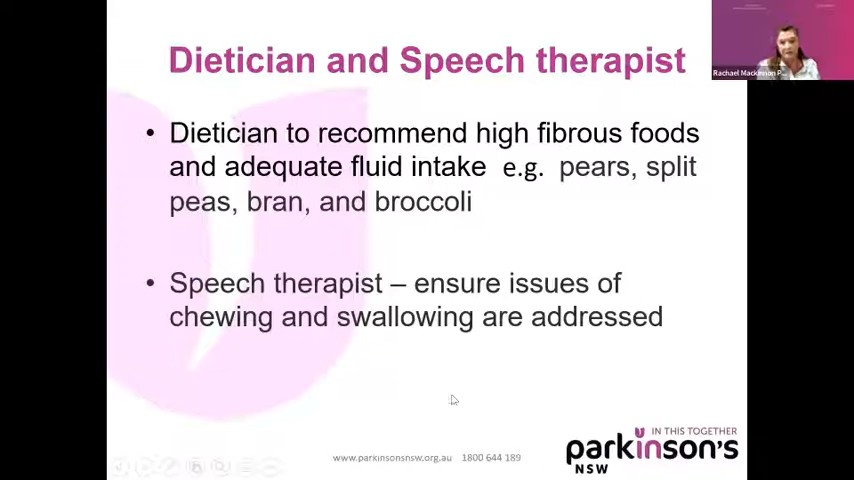 Dietician and Speech therapist
Rachael Mackinnon P...
• Dietician to recommend high fibrous foods
and adequate fluid intake e.g. pears, split
peas, bran, and broccoli
• Speech therapist – ensure issues of
chewing and swallowing are addressed
www.parkinsonsnsw.org.au 1800 644 189
IN THIS TOGETHER
parkinson's
NSW